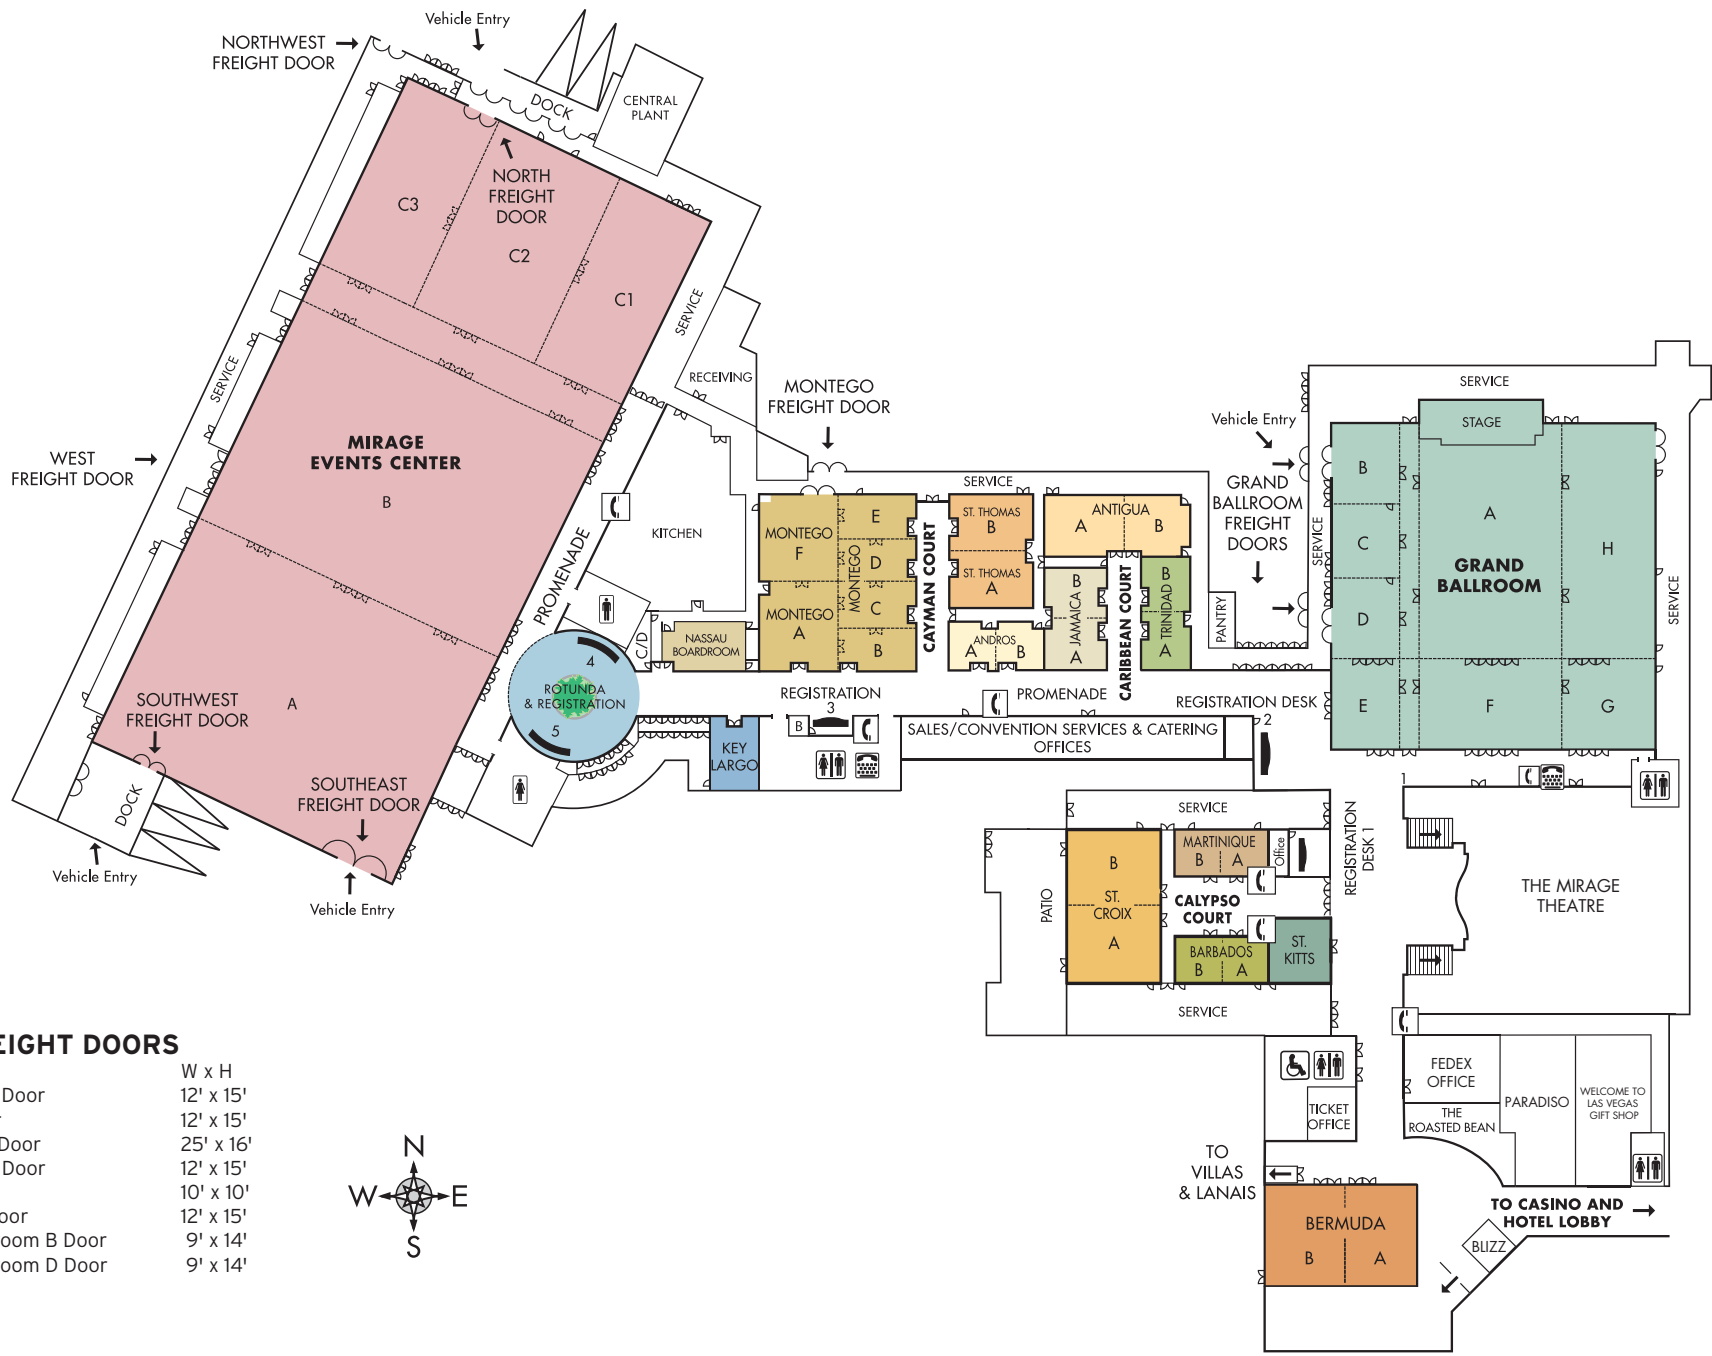 Vehicle Entry
NORTHWEST
FREIGHT DOOR
DOCK
CENTRAL
PLANT
NORTH
FREIGHT
DOOR
C3
C2
C1
SERVICE
SERVICE
RECEIVING
MONTEGO
FREIGHT DOOR
WEST
FREIGHT DOOR
MIRAGE
EVENTS CENTER
B
A
PROMENADE
KITCHEN
C/D
NASSAU
BOARDROOM
SOUTHWEST
FREIGHT DOOR
SOUTHEAST
FREIGHT DOOR
DOCK
Vehicle Entry
Vehicle Entry
4
ROTUNDA
& REGISTRATION
5
MONTEGO
F
MONTEGO
A
MONTEGO
E
D
C
B
CAYMAN COURT
SERVICE
ST. THOMAS
B
ST. THOMAS
A
ANDROS
A
B
ANTIGUA
A
B
JAMAICA
B
A
CARIBBEAN COURT
TRINIDAD
B
A
PANTRY
REGISTRATION
3
PROMENADE
REGISTRATION DESK
2
KEY
LARGO
B
SALES/CONVENTION SERVICES & CATERING
OFFICES
Vehicle Entry
GRAND
BALLROOM
FREIGHT
DOORS
SERVICE
SERVICE
SERVICE
STAGE
B
C
D
E
A
F
G
H
GRAND
BALLROOM
SERVICE
PATIO
B
ST.
CROIX
A
MARTINIQUE
B
A
Office
CALYPSO
COURT
BARBADOS
B
A
ST.
KITTS
SERVICE
REGISTRATION
DESK 1
THE MIRAGE
THEATRE
FEDEX
OFFICE
THE
ROASTED BEAN
PARADISO
WELCOME TO
LAS VEGAS
GIFT SHOP
TICKET
OFFICE
TO
VILLAS
& LANAIS
BERMUDA
B
A
TO CASINO AND
HOTEL LOBBY
BLIZZ
EIGHT DOORS
W x H
Door 12' x 15'
12' x 15'
Door 25' x 16'
Door 12' x 15'
10' x 10'
oor 12' x 15'
oom B Door 9' x 14'
oom D Door 9' x 14'
N
W
E
S